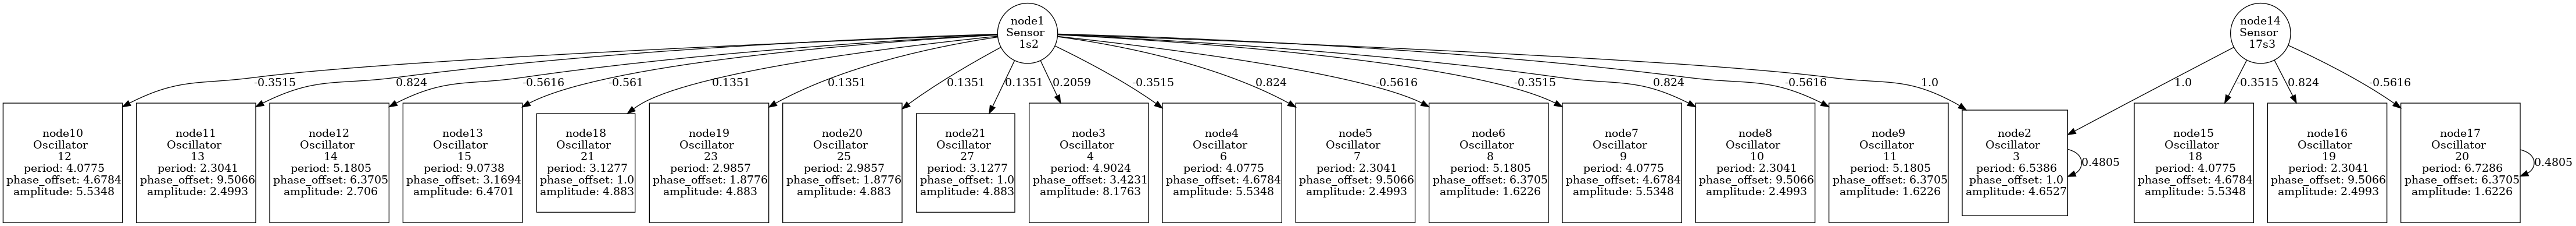 node1
Sensor
1s2
node14
Sensor
17s3
-0.3515
0.824
-0.5616
-0.561
0.1351
0.1351
0.1351
0.1351
0.2059
-0.3515
0.824
-0.5616
-0.3515
0.824
-0.5616
1.0
1.0
-0.3515
0.824
-0.5616
node10
Oscillator
12
period: 4.0775
phase_offset: 4.6784
amplitude: 5.5348
node11
Oscillator
13
period: 2.3041
phase_offset: 9.5066
amplitude: 2.4993
node12
Oscillator
14
period: 5.1805
phase_offset: 6.3705
amplitude: 2.706
node13
Oscillator
15
period: 9.0738
phase_offset: 3.1694
amplitude: 6.4701
node18
Oscillator
21
period: 3.1277
phase_offset: 1.0
amplitude: 4.883
node19
Oscillator
23
period: 2.9857
phase_offset: 1.8776
amplitude: 4.883
node20
Oscillator
25
period: 2.9857
phase_offset: 1.8776
amplitude: 4.883
node21
Oscillator
27
period: 3.1277
phase_offset: 1.0
amplitude: 4.883
node3
Oscillator
4
period: 4.9024
phase_offset: 3.4231
amplitude: 8.1763
node4
Oscillator
6
period: 4.0775
phase_offset: 4.6784
amplitude: 5.5348
node5
Oscillator
7
period: 2.3041
phase_offset: 9.5066
amplitude: 2.4993
node6
Oscillator
8
period: 5.1805
phase_offset: 6.3705
amplitude: 1.6226
node7
Oscillator
9
period: 4.0775
phase_offset: 4.6784
amplitude: 5.5348
node8
Oscillator
10
period: 2.3041
phase_offset: 9.5066
amplitude: 2.4993
node9
Oscillator
11
period: 5.1805
phase_offset: 6.3705
amplitude: 1.6226
node2
Oscillator
3
period: 6.5386
phase_offset: 1.0
amplitude: 4.6527
0.4805
node15
Oscillator
18
period: 4.0775
phase_offset: 4.6784
amplitude: 5.5348
node16
Oscillator
19
period: 2.3041
phase_offset: 9.5066
amplitude: 2.4993
node17
Oscillator
20
period: 6.7286
phase_offset: 6.3705
amplitude: 1.6226
0.4805